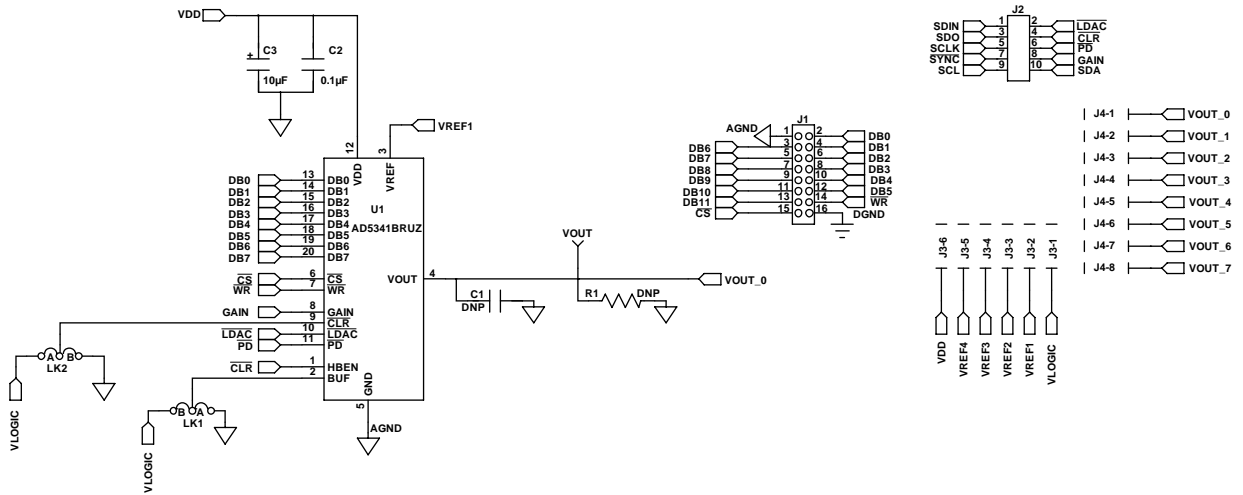 VDD
C3
+
10µF
C2
0.1µF
12
VDD
3
VREF
VREF1
U1
AD5341BRUZ
DB0 13 DB0
DB1 14 DB1
DB2 15 DB2
DB3 16 DB3
DB4 17 DB4
DB5 18 DB5
DB6 19 DB6
DB7 20 DB7
CS 6 CS
WR 7 WR
GAIN 8 GAIN
9 CLR
LDAC 10 LDAC
PD 11 PD
CLR 1 HBEN
2 BUF
GND
5
AGND
VOUT 4
C1
DNP
VOUT
R1
DNP
VOUT_0
A B
LK2
VLOGIC
B A
LK1
VLOGIC
J1
AGND 1 2 DB0
DB6 3 4 DB1
DB7 5 6 DB2
DB8 7 8 DB3
DB9 9 10 DB4
DB10 11 12 DB5
DB11 13 14 WR
CS 15 16 DGND
J2
SDIN 1 2 LDAC
SDO 3 4 CLR
SCLK 5 6 PD
SYNC 7 8 GAIN
SCL 9 10 SDA
J4-1 VOUT_0
J4-2 VOUT_1
J4-3 VOUT_2
J4-4 VOUT_3
J4-5 VOUT_4
J4-6 VOUT_5
J4-7 VOUT_6
J4-8 VOUT_7
J3-6 VDD
J3-5 VREF4
J3-4 VREF3
J3-3 VREF2
J3-2 VREF1
J3-1 VLOGIC